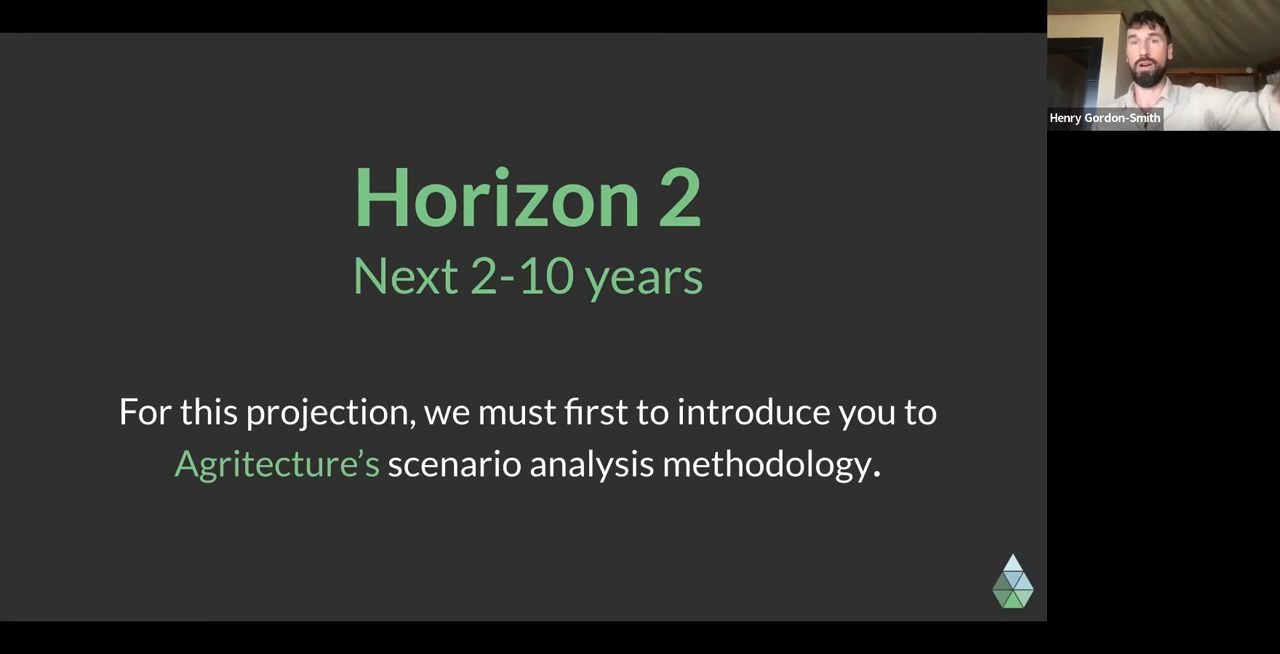 Horizon 2
Next 2-10 years
For this projection, we must first to introduce you to
Agritecture’s scenario analysis methodology.
Henry Gordon-Smith